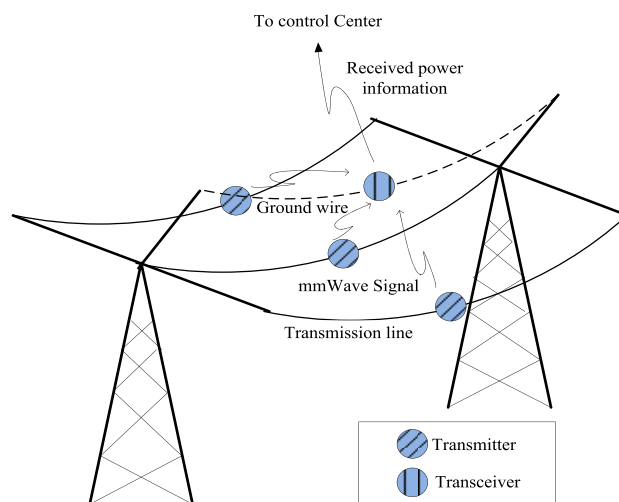 To control Center
Received power
information
Ground wire
mmWave Signal
Transmission line
Transmitter
Transceiver